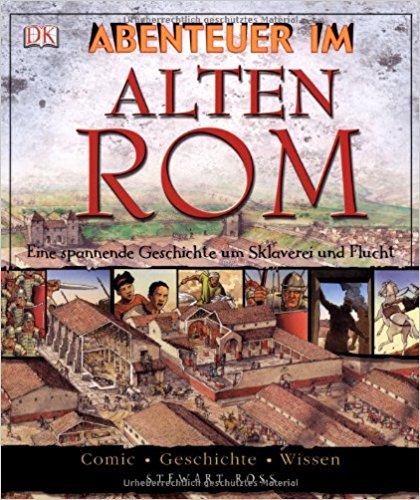 Urheberrechtlich geschütztes Material
DK
ABENTEUER IM
ALTEN
ROM
Eine spannende Geschichte um Sklaverei und Flucht
Comic • Geschichte • Wissen
STEWART ROSS
Urheberrechtlich geschütztes Material